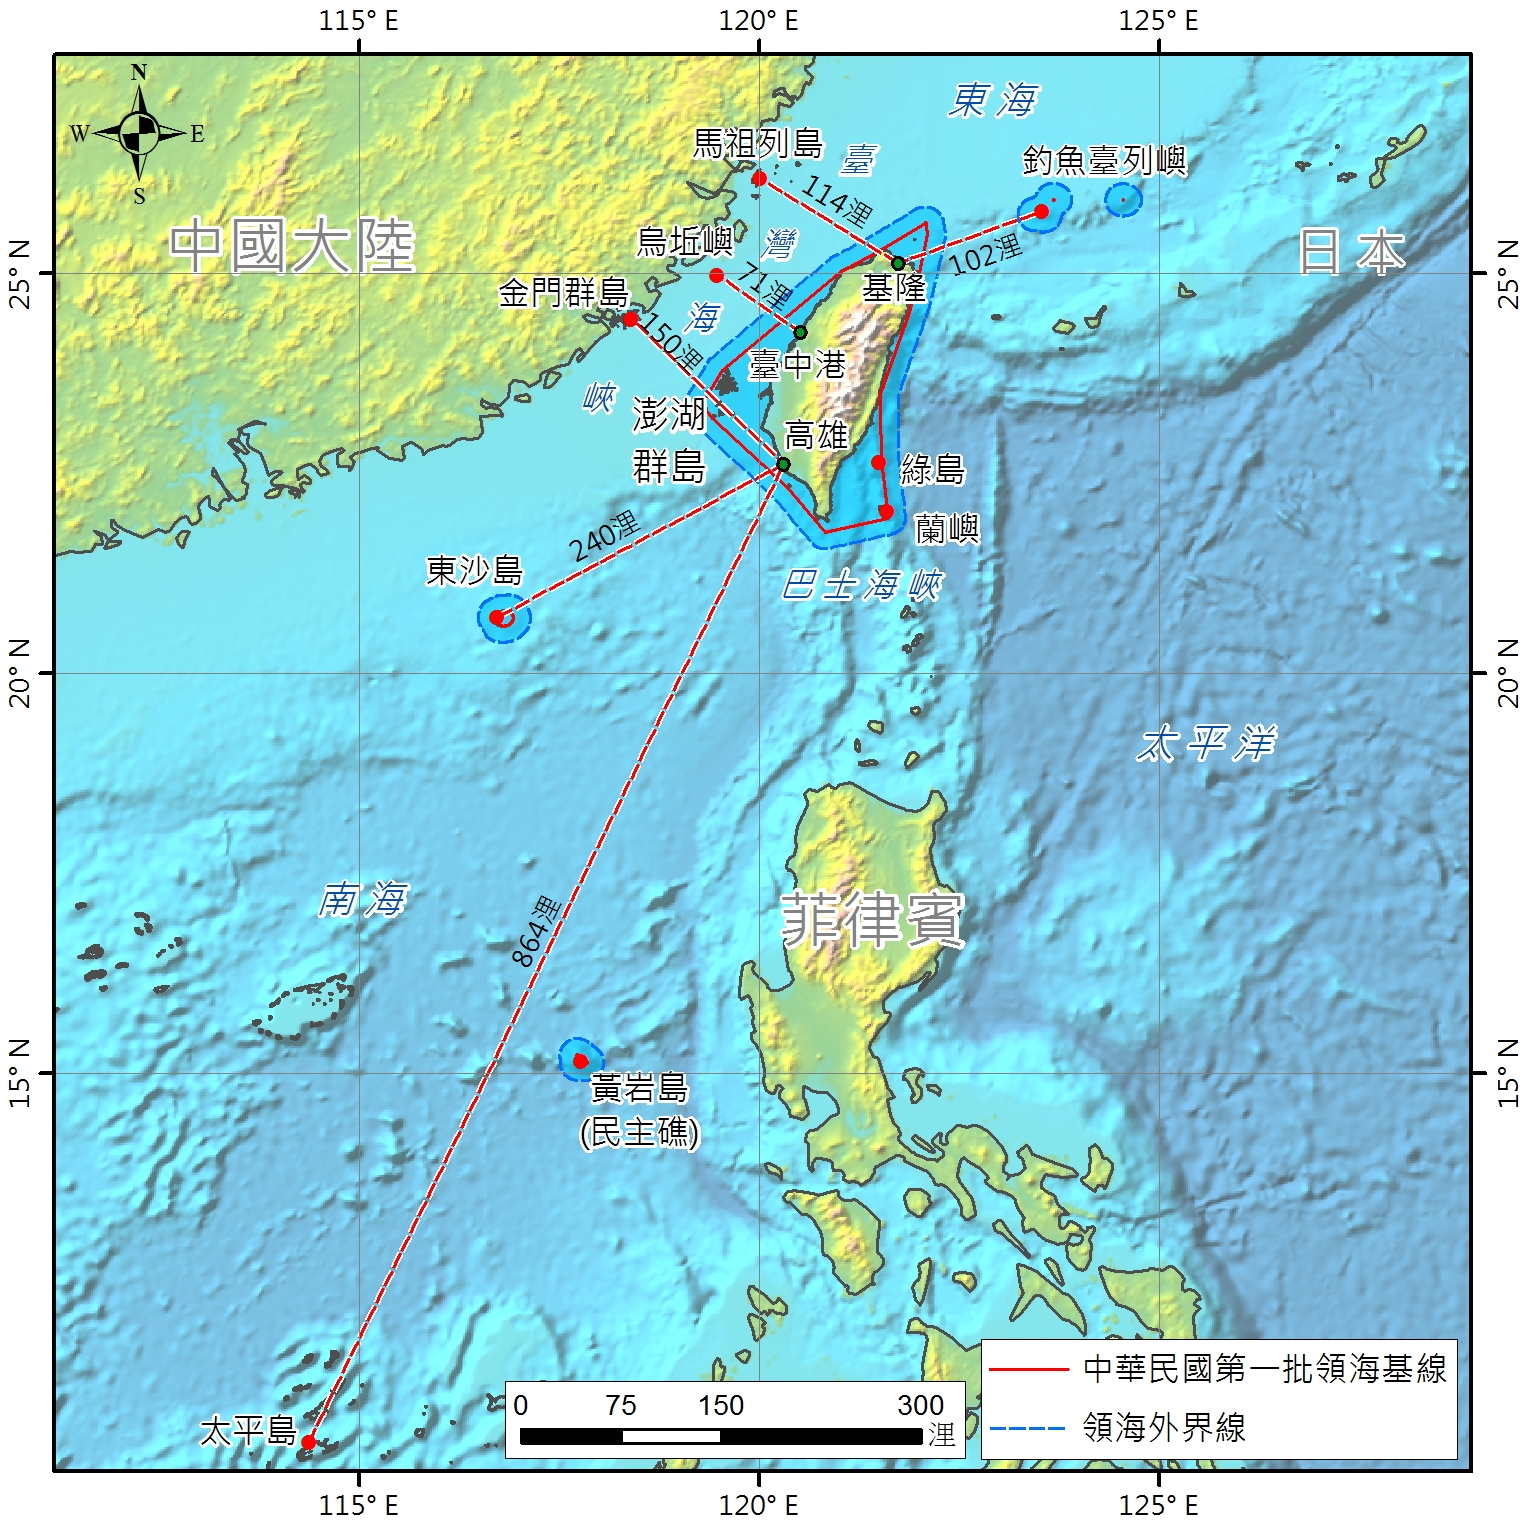 115° E
120° E
125° E
N
W
E
S
東海
馬祖列島
臺
釣魚臺列嶼
114浬
中國大陸
烏坵嶼
灣
日本
102浬
25° N
25° N
71浬
基隆
金門群島
海
150浬
臺中港
峽
澎湖
群島
高雄
綠島
蘭嶼
240浬
東沙島
巴士海峽
20° N
20° N
太平洋
南海
864浬
菲律賓
15° N
15° N
黃岩島
(民主礁)
太平島
0 75 150 300
浬
中華民國第一批領海基線
領海外界線
115° E
120° E
125° E